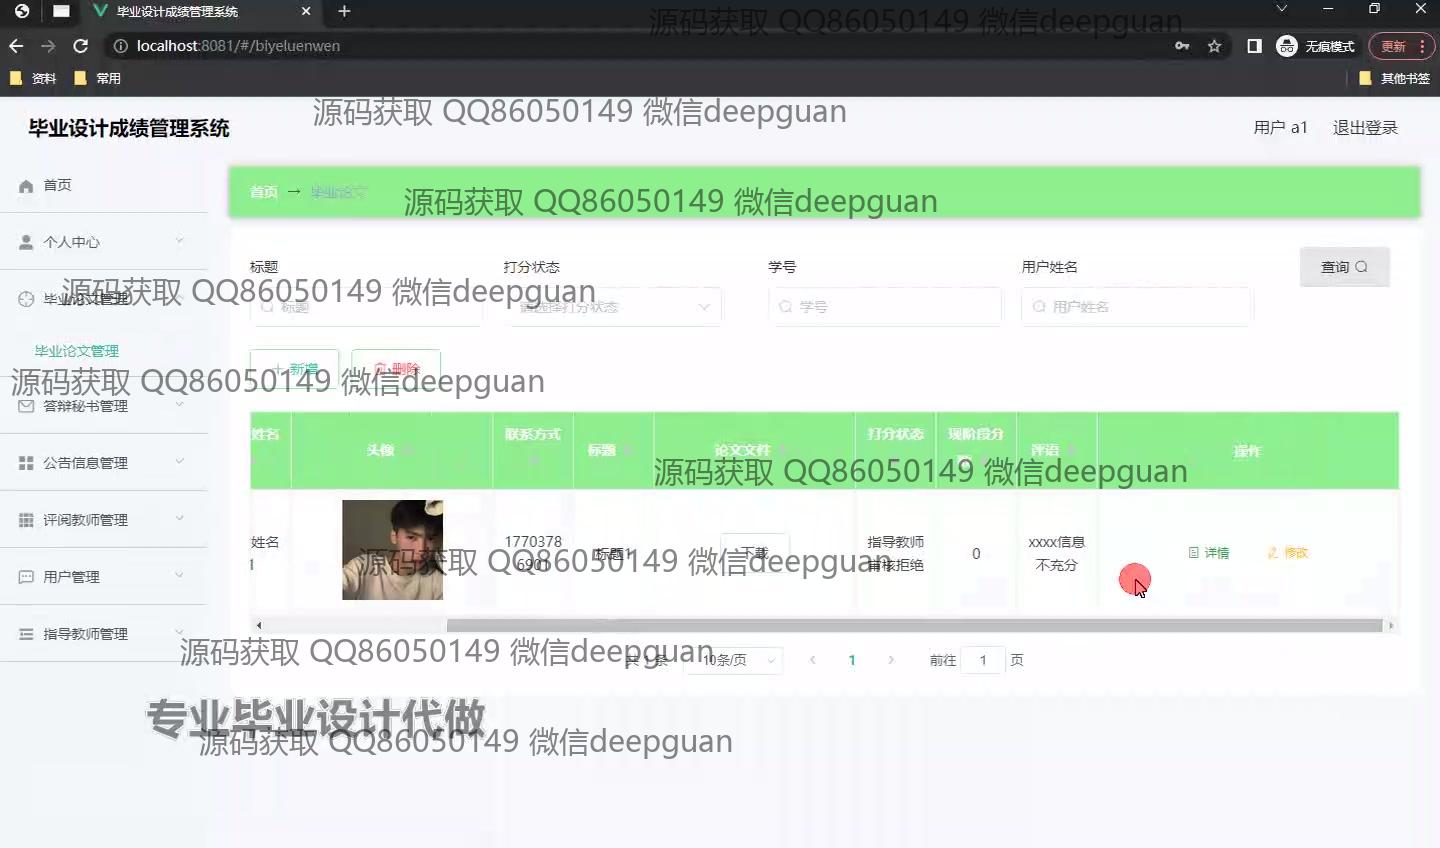 毕业设计成绩管理系统
源码获取 QQ86050149 微信deepguan
localhost:8081/#/biyeluenwen
无痕模式
更新
资料
常用
其他书签
源码获取 QQ86050149 微信deepguan
毕业设计成绩管理系统
用户 a1
退出登录
首页
首页 → 毕业论文
源码获取 QQ86050149 微信deepguan
个人中心
标题
打分状态
学号
用户姓名
查询
毕业论文管理
源码获取 QQ86050149 微信deepguan
标题
请选择打分状态
学号
用户姓名
毕业论文管理
新增
删除
源码获取 QQ86050149 微信deepguan
答辩秘书管理
姓名
头像
联系方式
标题
论文文件
打分状态
现阶段分
评语
操作
公告信息管理
源码获取 QQ86050149 微信deepguan
评阅教师管理
姓名
1
1770378
6901
标题1
下载
指导教师
审核拒绝
0
xxxx信息
不充分
详情
修改
源码获取 QQ86050149 微信deepguan
用户管理
指导教师管理
源码获取 QQ86050149 微信deepguan
共 1 条
10条/页
1
前往 1 页
专业毕业设计代做
源码获取 QQ86050149 微信deepguan